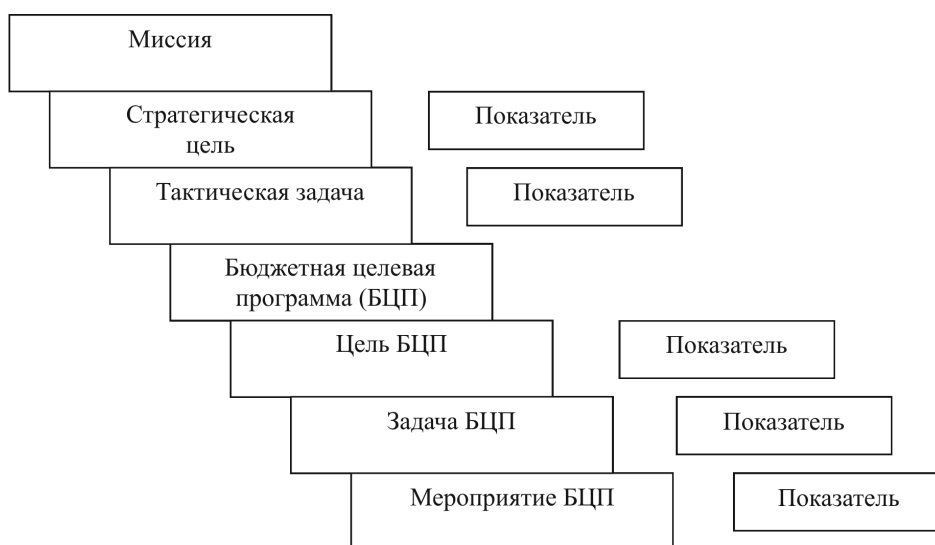 Миссия
Стратегическая
цель
Показатель
Тактическая задача
Показатель
Бюджетная целевая
программа (БЦП)
Цель БЦП
Показатель
Задача БЦП
Показатель
Мероприятие БЦП
Показатель